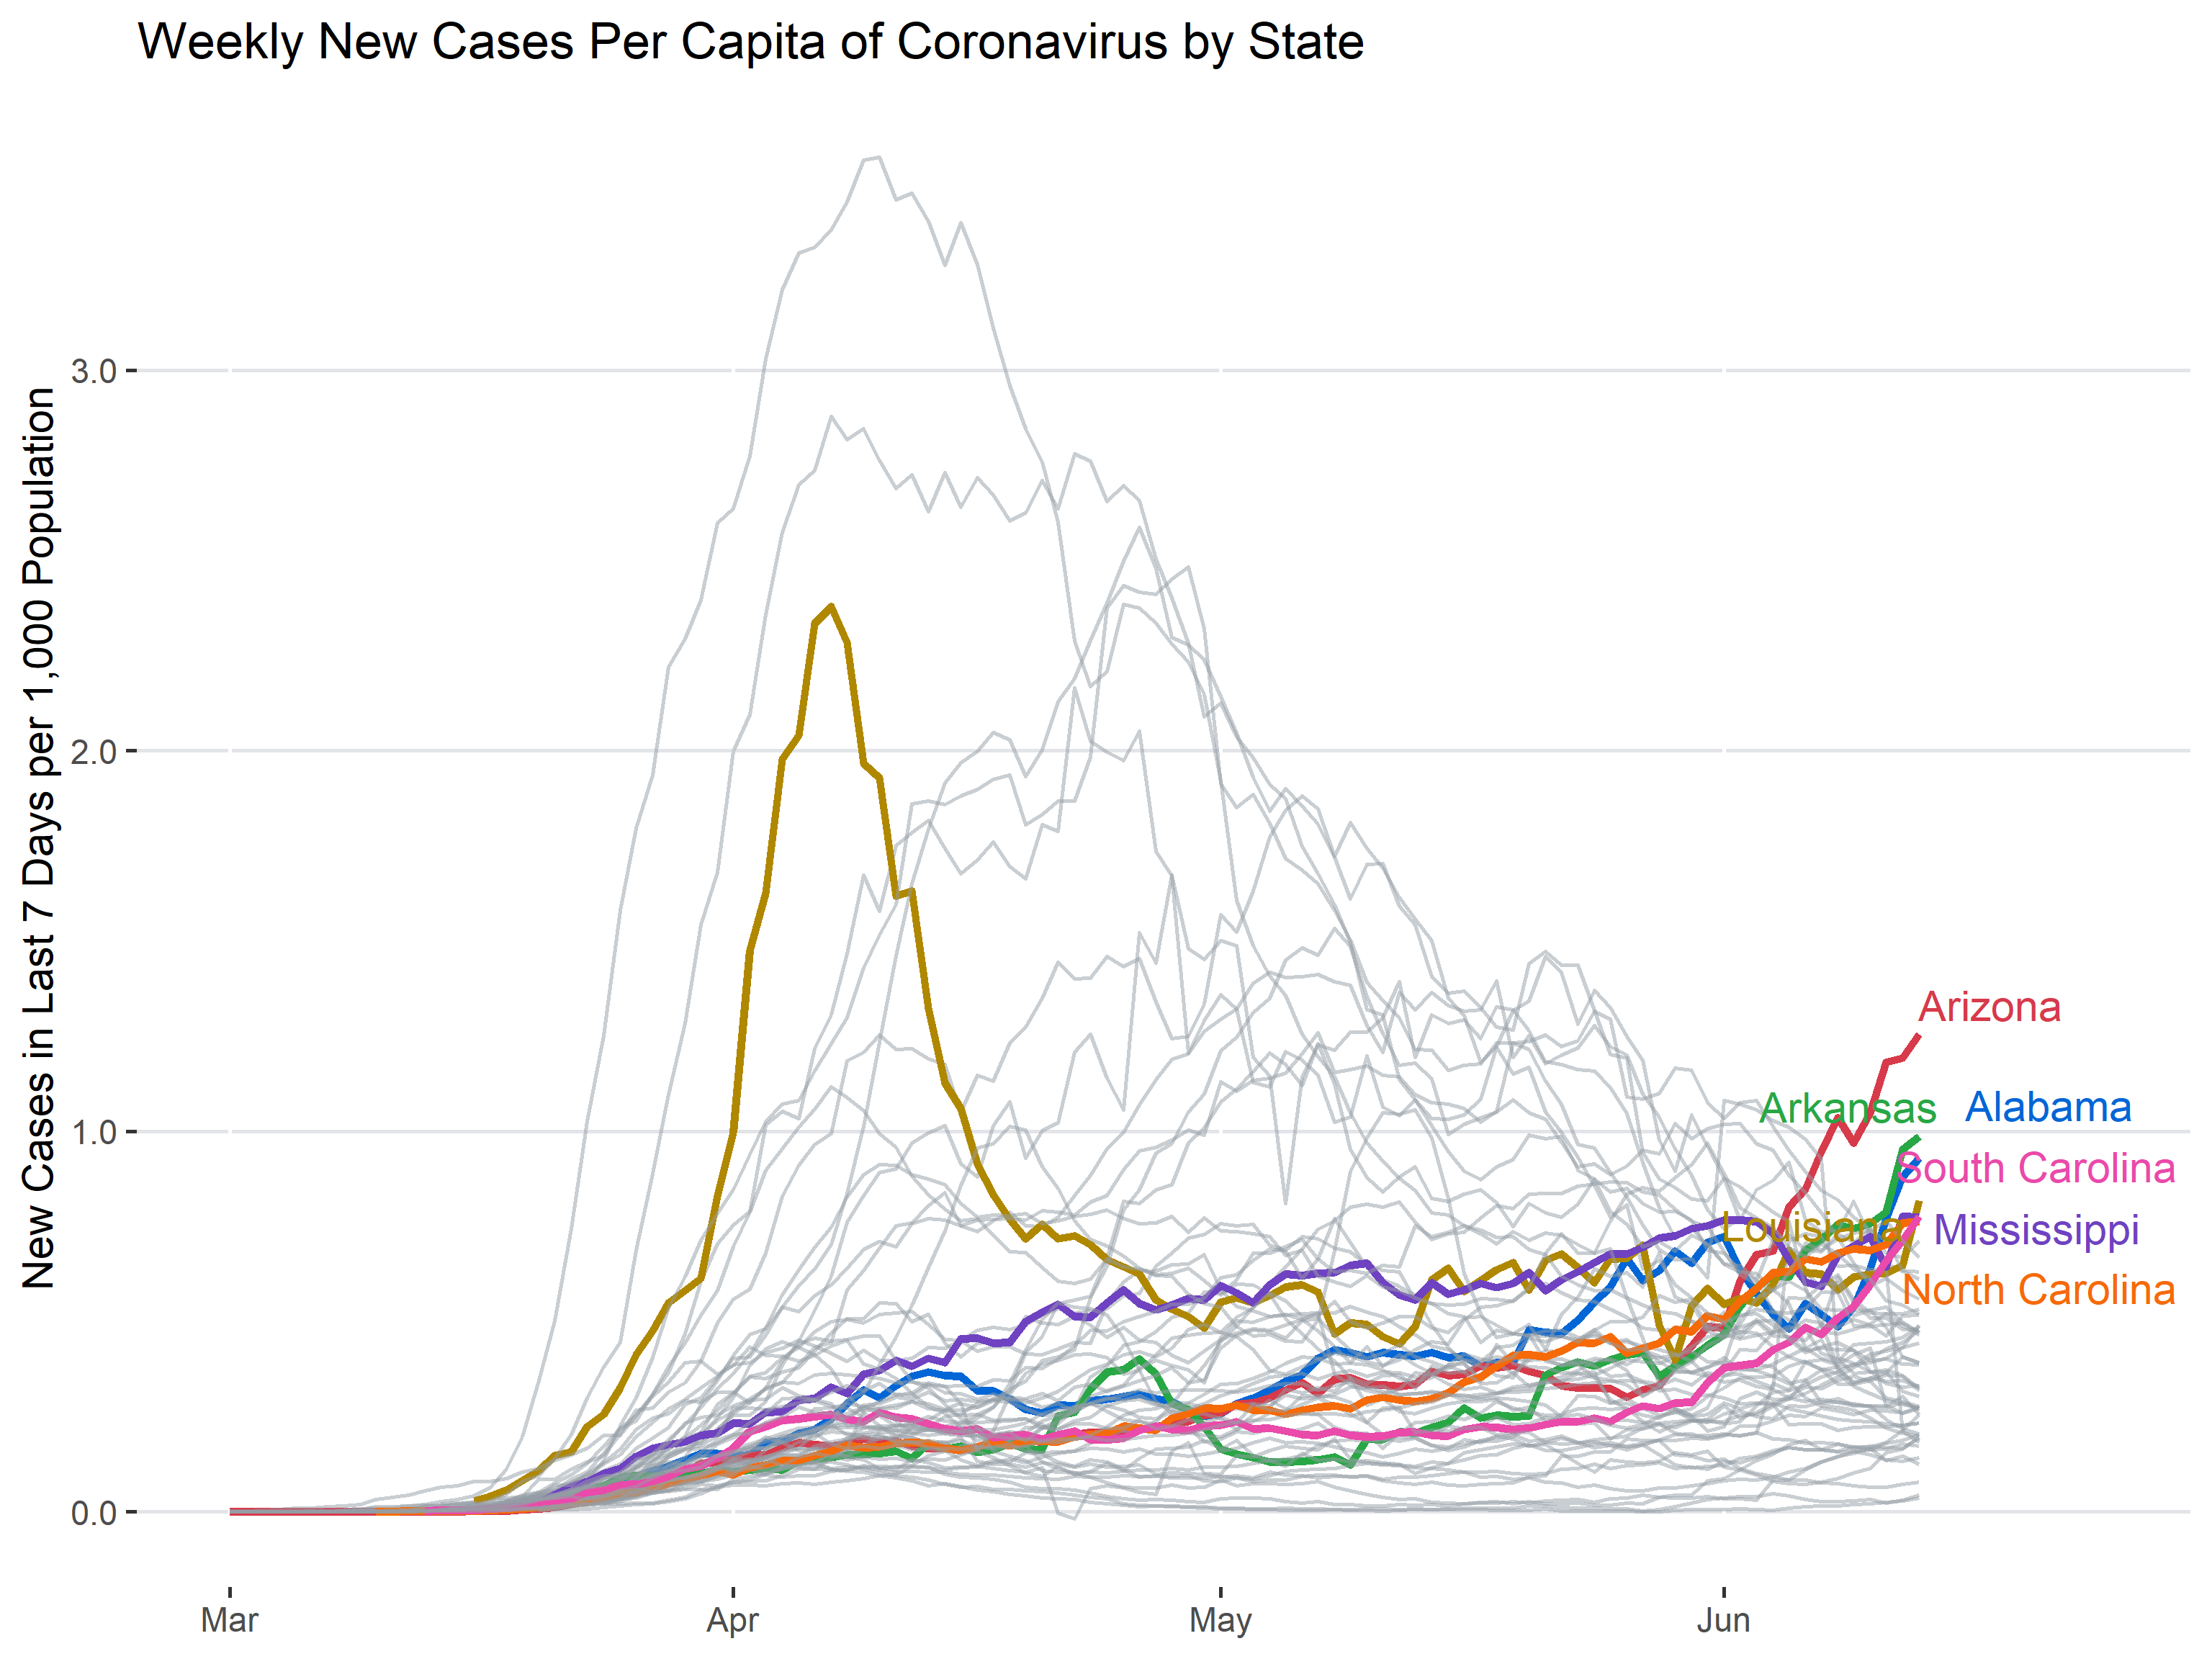 Weekly New Cases Per Capita of Coronavirus by State
New Cases in Last 7 Days per 1,000 Population
3.0
2.0
1.0
0.0
Arizona
Arkansas
Alabama
South Carolina
Louisiana
Mississippi
North Carolina
Mar
Apr
May
Jun